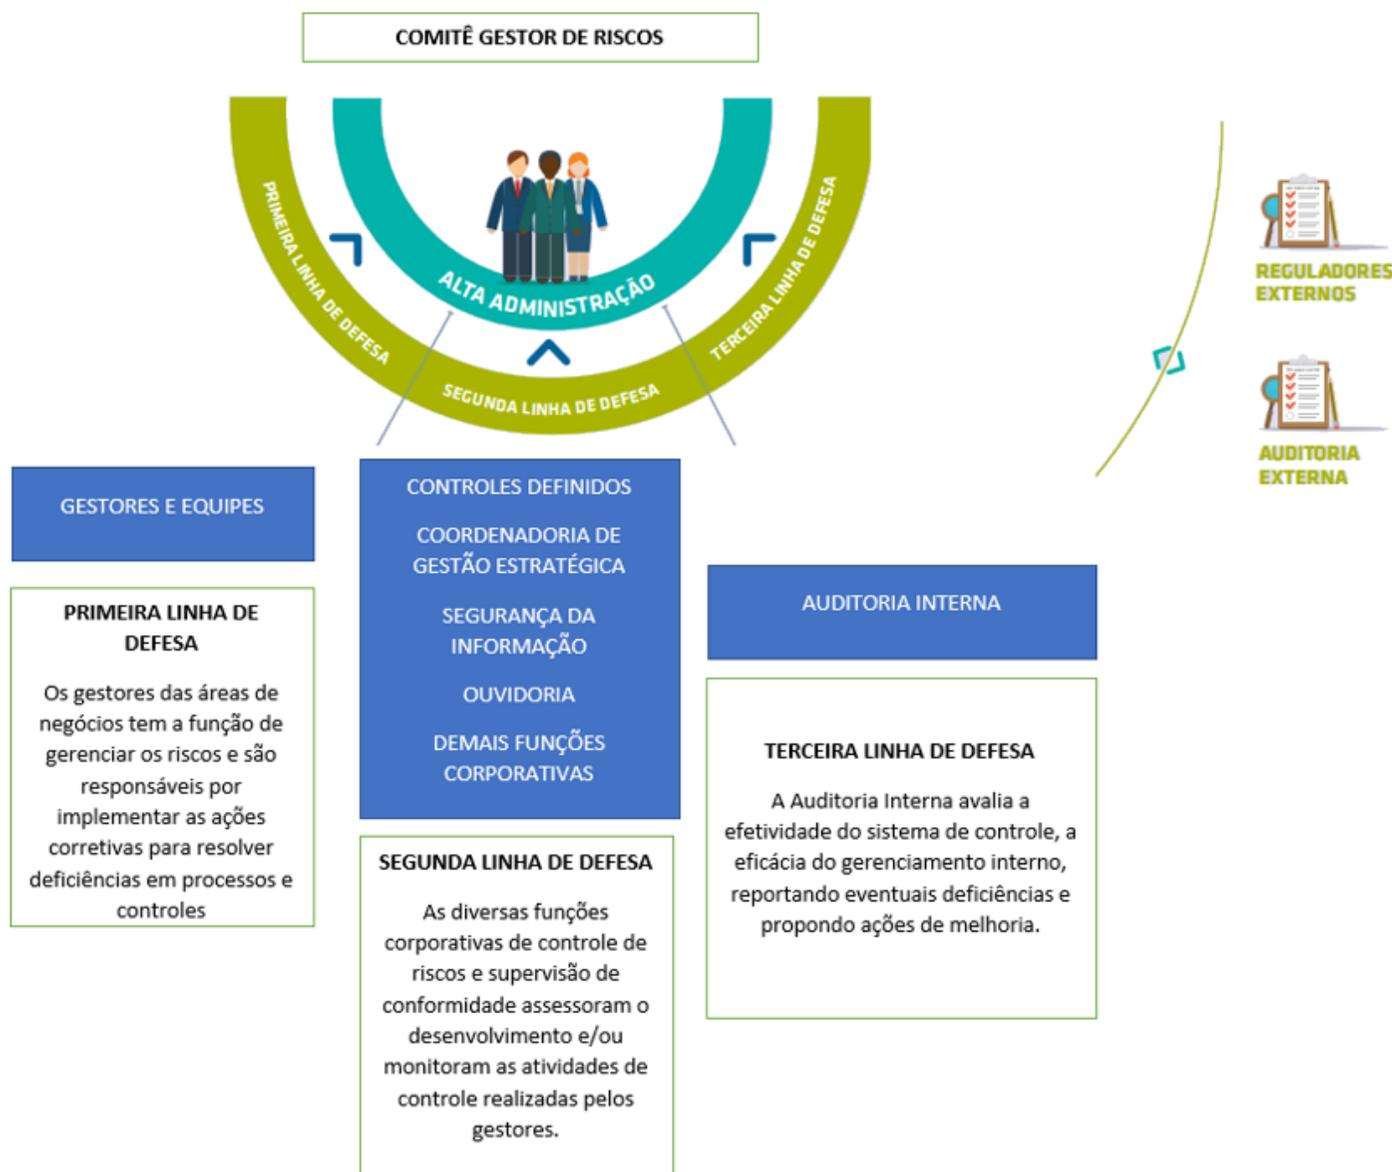 COMITÊ GESTOR DE RISCOS
PRIMEIRA LINHA DE DEFESA
ALTA ADMINISTRAÇÃO
SEGUNDA LINHA DE DEFESA
TERCEIRA LINHA DE DEFESA
REGULADORES
EXTERNOS
AUDITORIA
EXTERNA
GESTORES E EQUIPES
PRIMEIRA LINHA DE
DEFESA
Os gestores das áreas de
negócios tem a função de
gerenciar os riscos e são
responsáveis por
implementar as ações
corretivas para resolver
deficiências em processos e
controles
CONTROLES DEFINIDOS
COORDENADORIA DE
GESTÃO ESTRATÉGICA
SEGURANÇA DA
INFORMAÇÃO
OUVIDORIA
DEMAIS FUNÇÕES
CORPORATIVAS
SEGUNDA LINHA DE DEFESA
As diversas funções
corporativas de controle de
riscos e supervisão de
conformidade assessoram o
desenvolvimento e/ou
monitoram as atividades de
controle realizadas pelos
gestores.
AUDITORIA INTERNA
TERCEIRA LINHA DE DEFESA
A Auditoria Interna avalia a
efetividade do sistema de controle, a
eficácia do gerenciamento interno,
reportando eventuais deficiências e
propondo ações de melhoria.